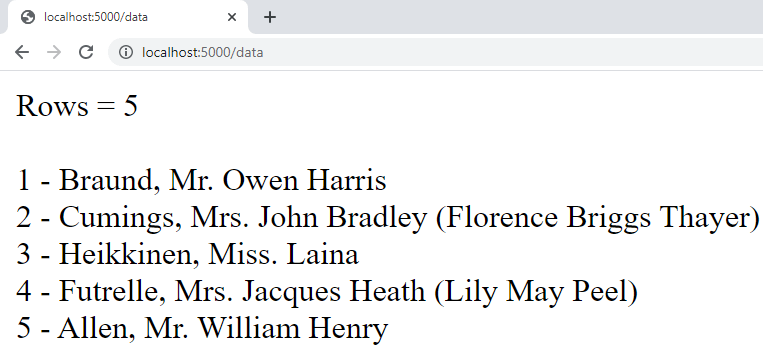 localhost:5000/data
localhost:5000/data
Rows = 5
1 - Braund, Mr. Owen Harris
2 - Cumings, Mrs. John Bradley (Florence Briggs Thayer)
3 - Heikkinen, Miss. Laina
4 - Futrelle, Mrs. Jacques Heath (Lily May Peel)
5 - Allen, Mr. William Henry